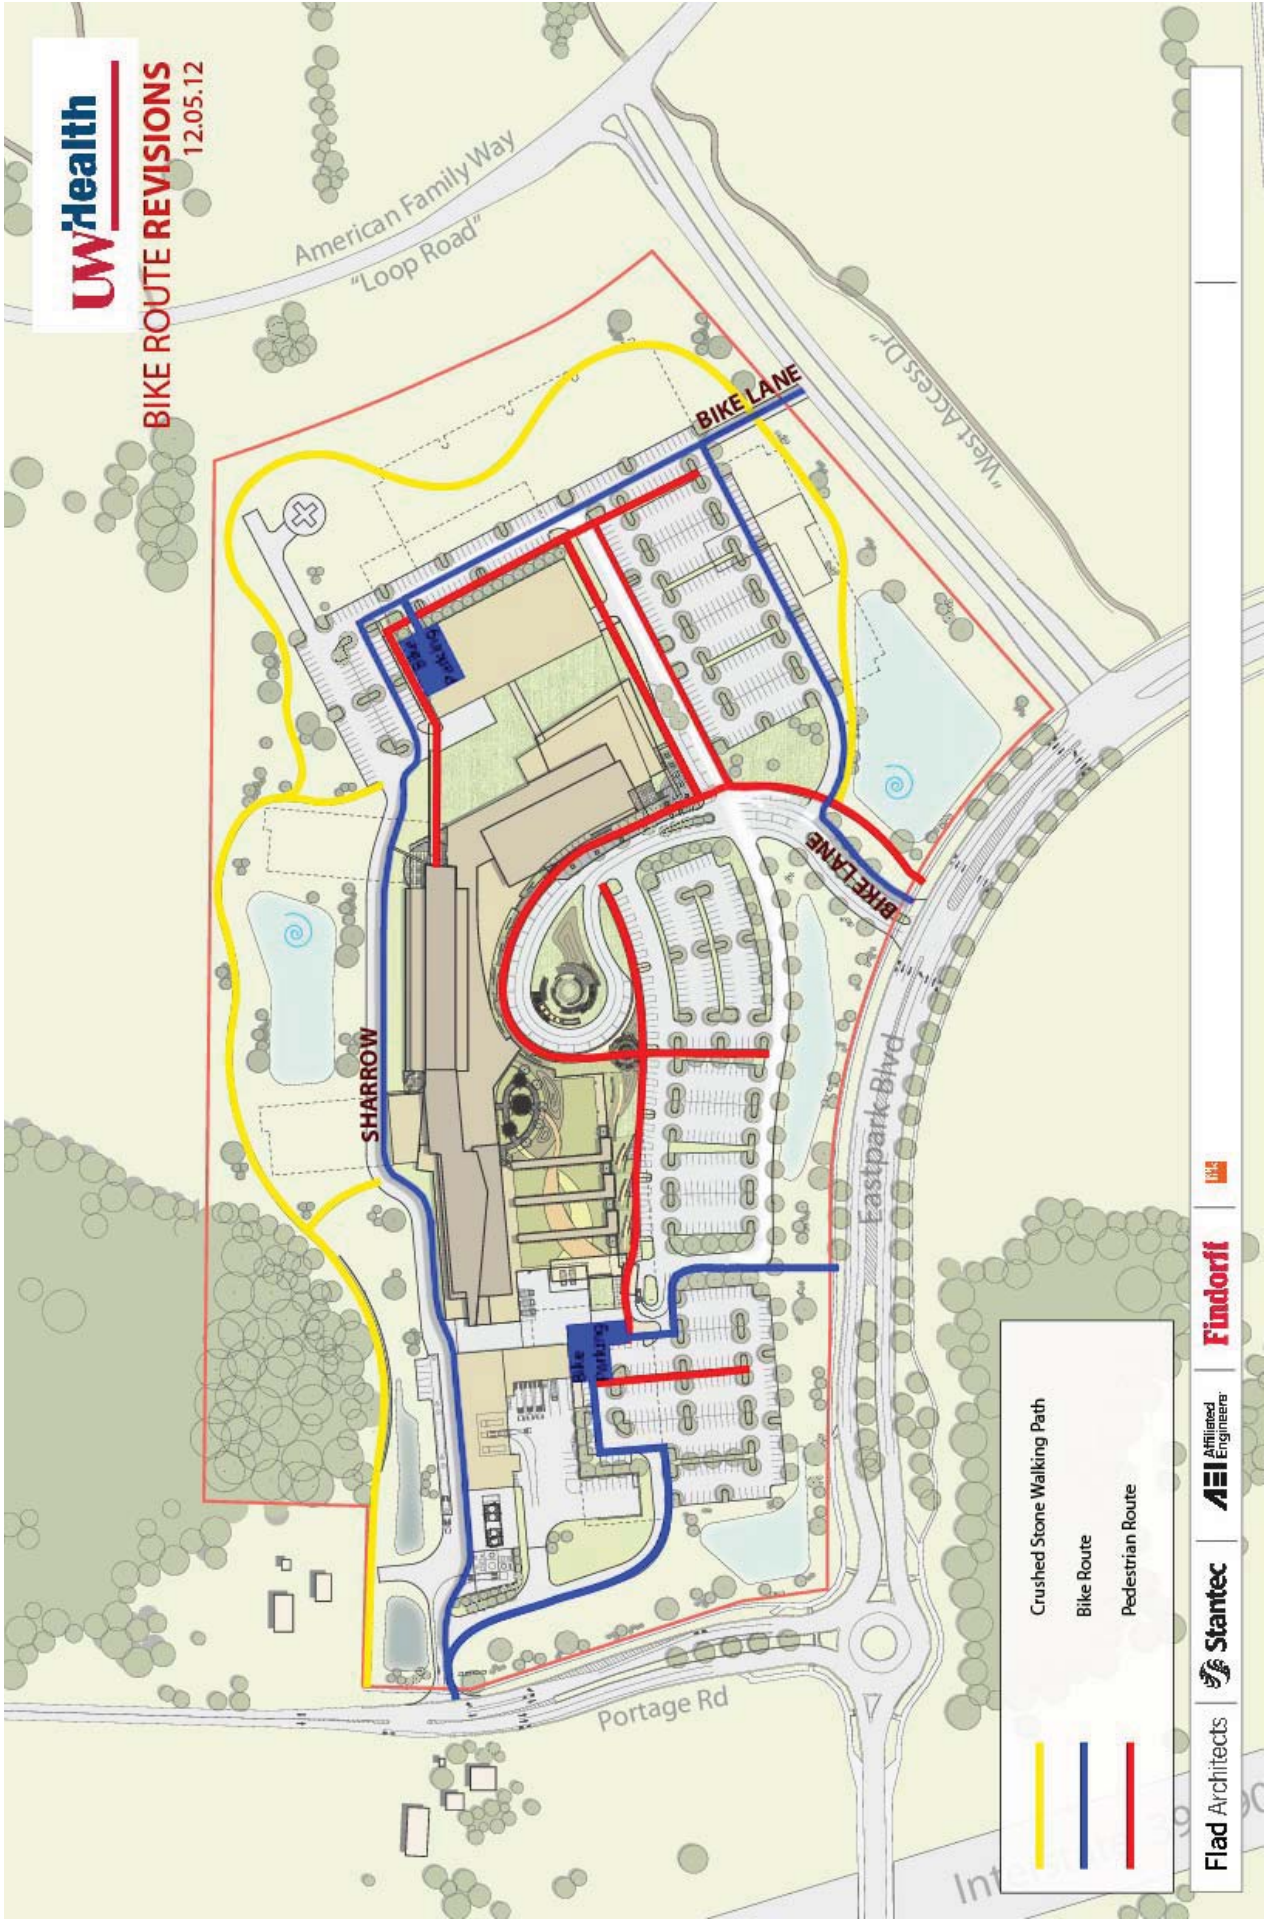 UWHealth
BIKE ROUTE REVISIONS
12.05.12
American Family Way
"Loop Road"
BIKE LANE
"West Access Dr"
Bike
Parking
SHARROW
BIKE LANE
Eastpark Blvd
Bike
Parking
Portage Rd
Crushed Stone Walking Path
Bike Route
Pedestrian Route
Flad Architects
Stantec
AEI Affiliated
Engineers
Findorff